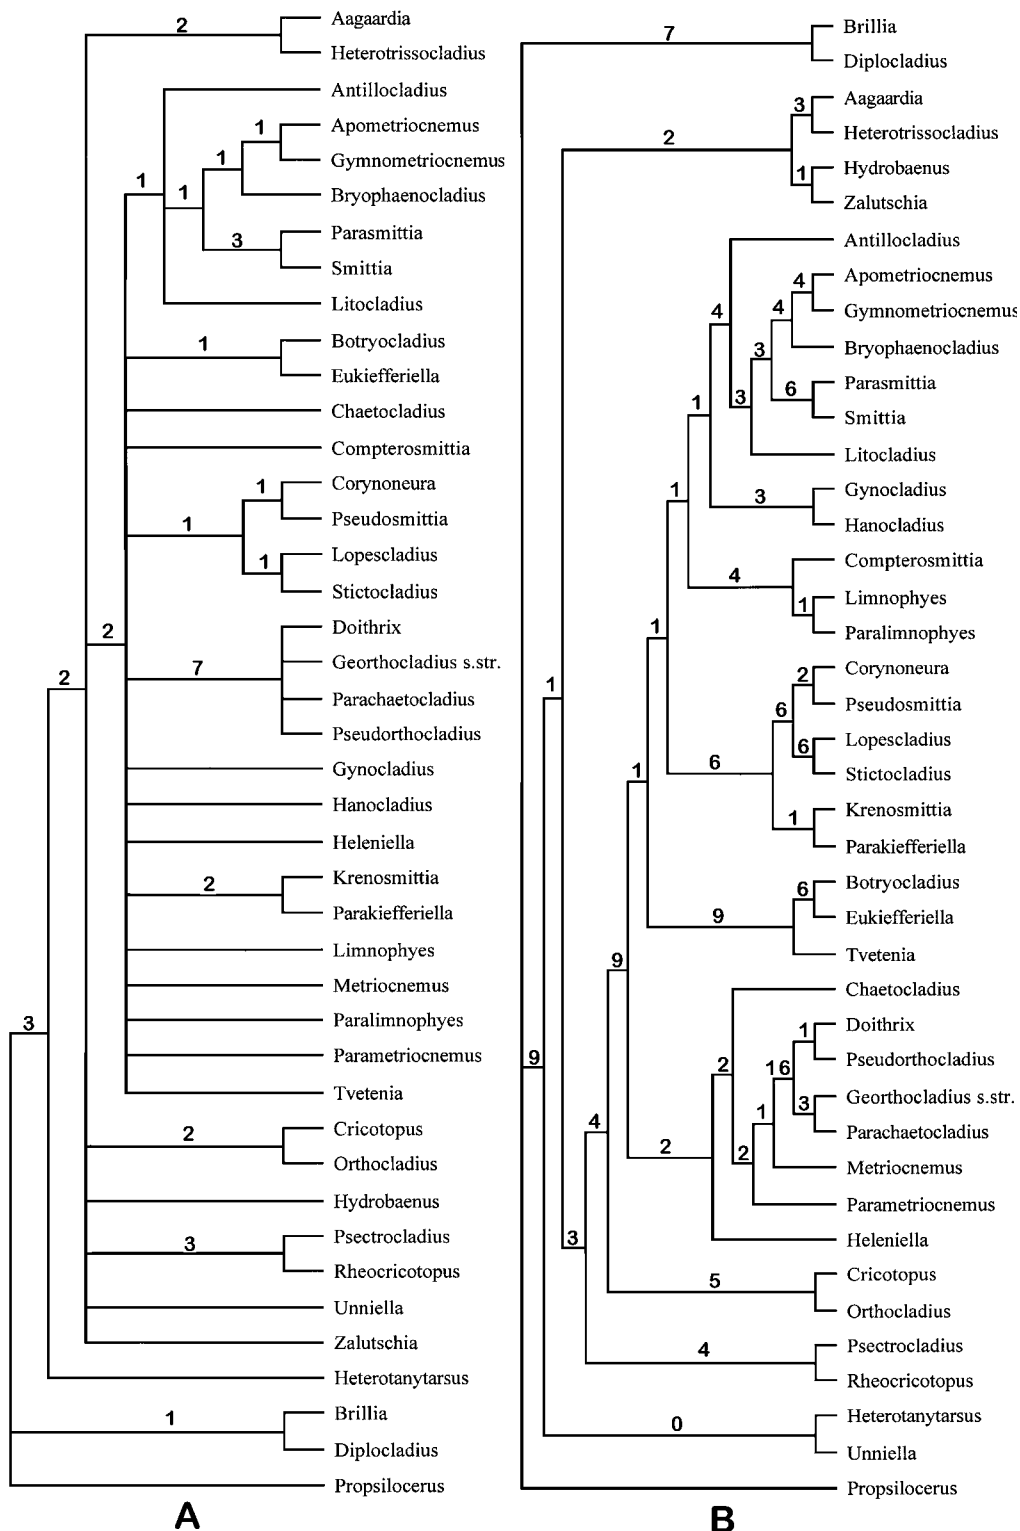 2
Aagaardia
Heterotrissocladius
Antillocladius
1
Apometriocnemus
1
Gymnometriocnemus
1
1
Bryophaenocladius
3
Parasmittia
Smittia
Litocladius
1
Botryocladius
Eukiefferiella
Chaetocladius
Compterosmittia
1
Corynoneura
1
Pseudosmittia
1
Lopescladius
Stictocladius
2
Doithrix
7
Georthocladius s.str.
2
Parachaetocladius
Pseudorthocladius
Gynocladius
Hanocladius
Heleniella
2
Krenosmittia
Parakiefferiella
Limnophyes
Metriocnemus
3
Paralimnophyes
Parametriocnemus
Tvetenia
2
Cricotopus
Orthocladius
Hydrobaenus
3
Psectrocladius
Rheocricotopus
Unniella
Zalutschia
Heterotanytarsus
1
Brillia
Diplocladius
Propsilocerus
A
7
Brillia
Diplocladius
3
Aagaardia
2
Heterotrissocladius
1
Hydrobaenus
Zalutschia
Antillocladius
4
Apometriocnemus
4
4
Gymnometriocnemus
3
Bryophaenocladius
6
Parasmittia
1
3
Smittia
Litocladius
1
3
Gynocladius
Hanocladius
4
Compterosmittia
1
Limnophyes
1
Paralimnophyes
2
Corynoneura
1
6
Pseudosmittia
6
Lopescladius
1
6
Stictocladius
1
Krenosmittia
Parakiefferiella
6
Botryocladius
9
Eukiefferiella
9
Tvetenia
Chaetocladius
1
Doithrix
9
2
16
Pseudorthocladius
3
Georthocladius s.str.
4
1
Parachaetocladius
2
2
Metriocnemus
Parametriocnemus
3
Heleniella
5
Cricotopus
Orthocladius
4
Psectrocladius
Rheocricotopus
0
Heterotanytarsus
Unniella
Propsilocerus
B